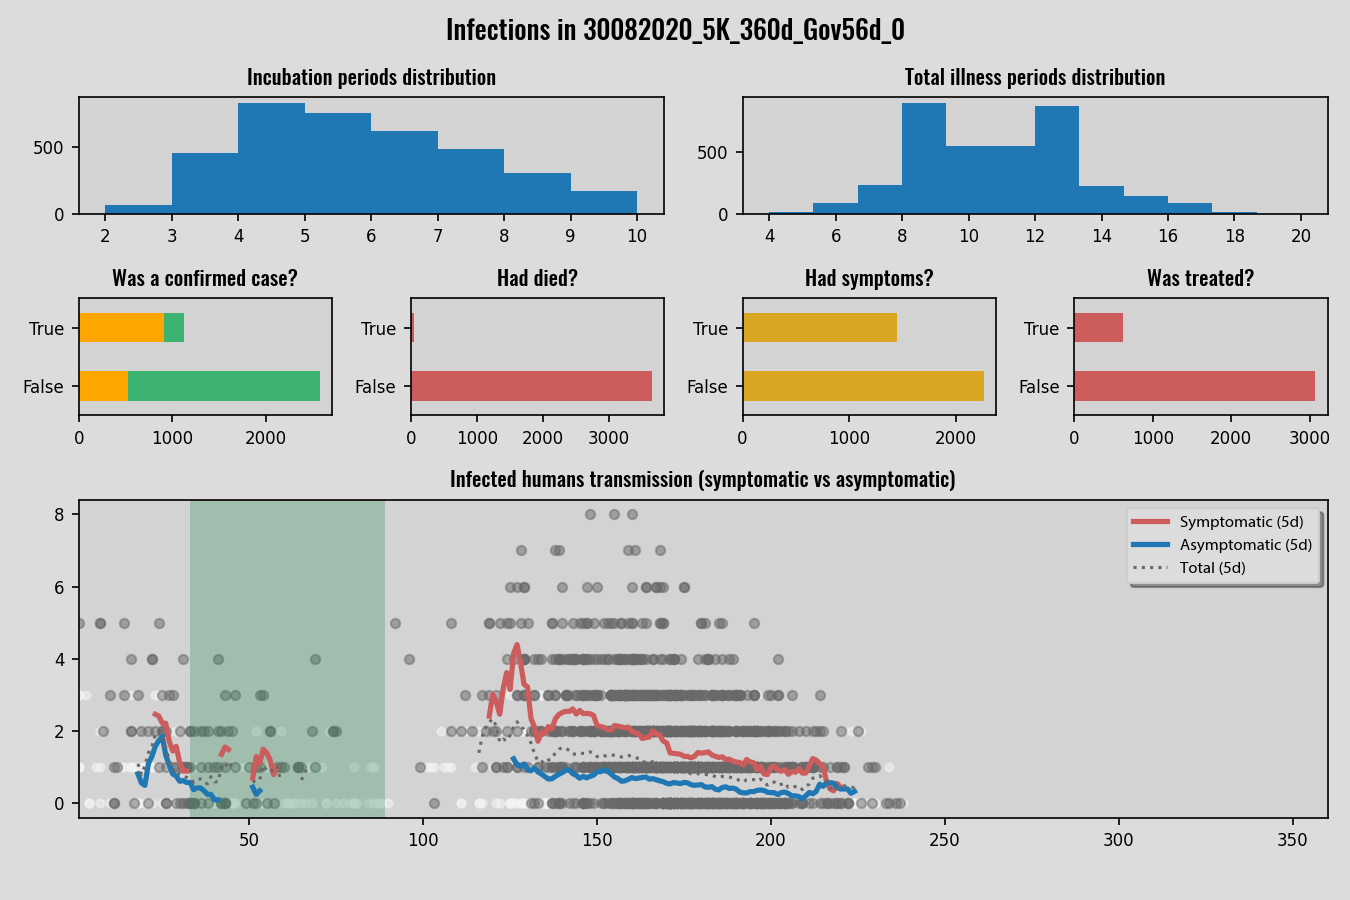 Infections in 30082020_5K_360d_Gov56d_0
Incubation periods distribution
Total illness periods distribution
500
0
2 3 4 5 6 7 8 9 10
500
0
4 6 8 10 12 14 16 18 20
Was a confirmed case?
Had died?
Had symptoms?
Was treated?
True
False
0 1000 2000
True
False
0 1000 2000 3000
True
False
0 1000 2000
True
False
0 1000 2000 3000
Infected humans transmission (symptomatic vs asymptomatic)
8
6
4
2
0
Symptomatic (5d)
Asymptomatic (5d)
Total (5d)
50 100 150 200 250 300 350